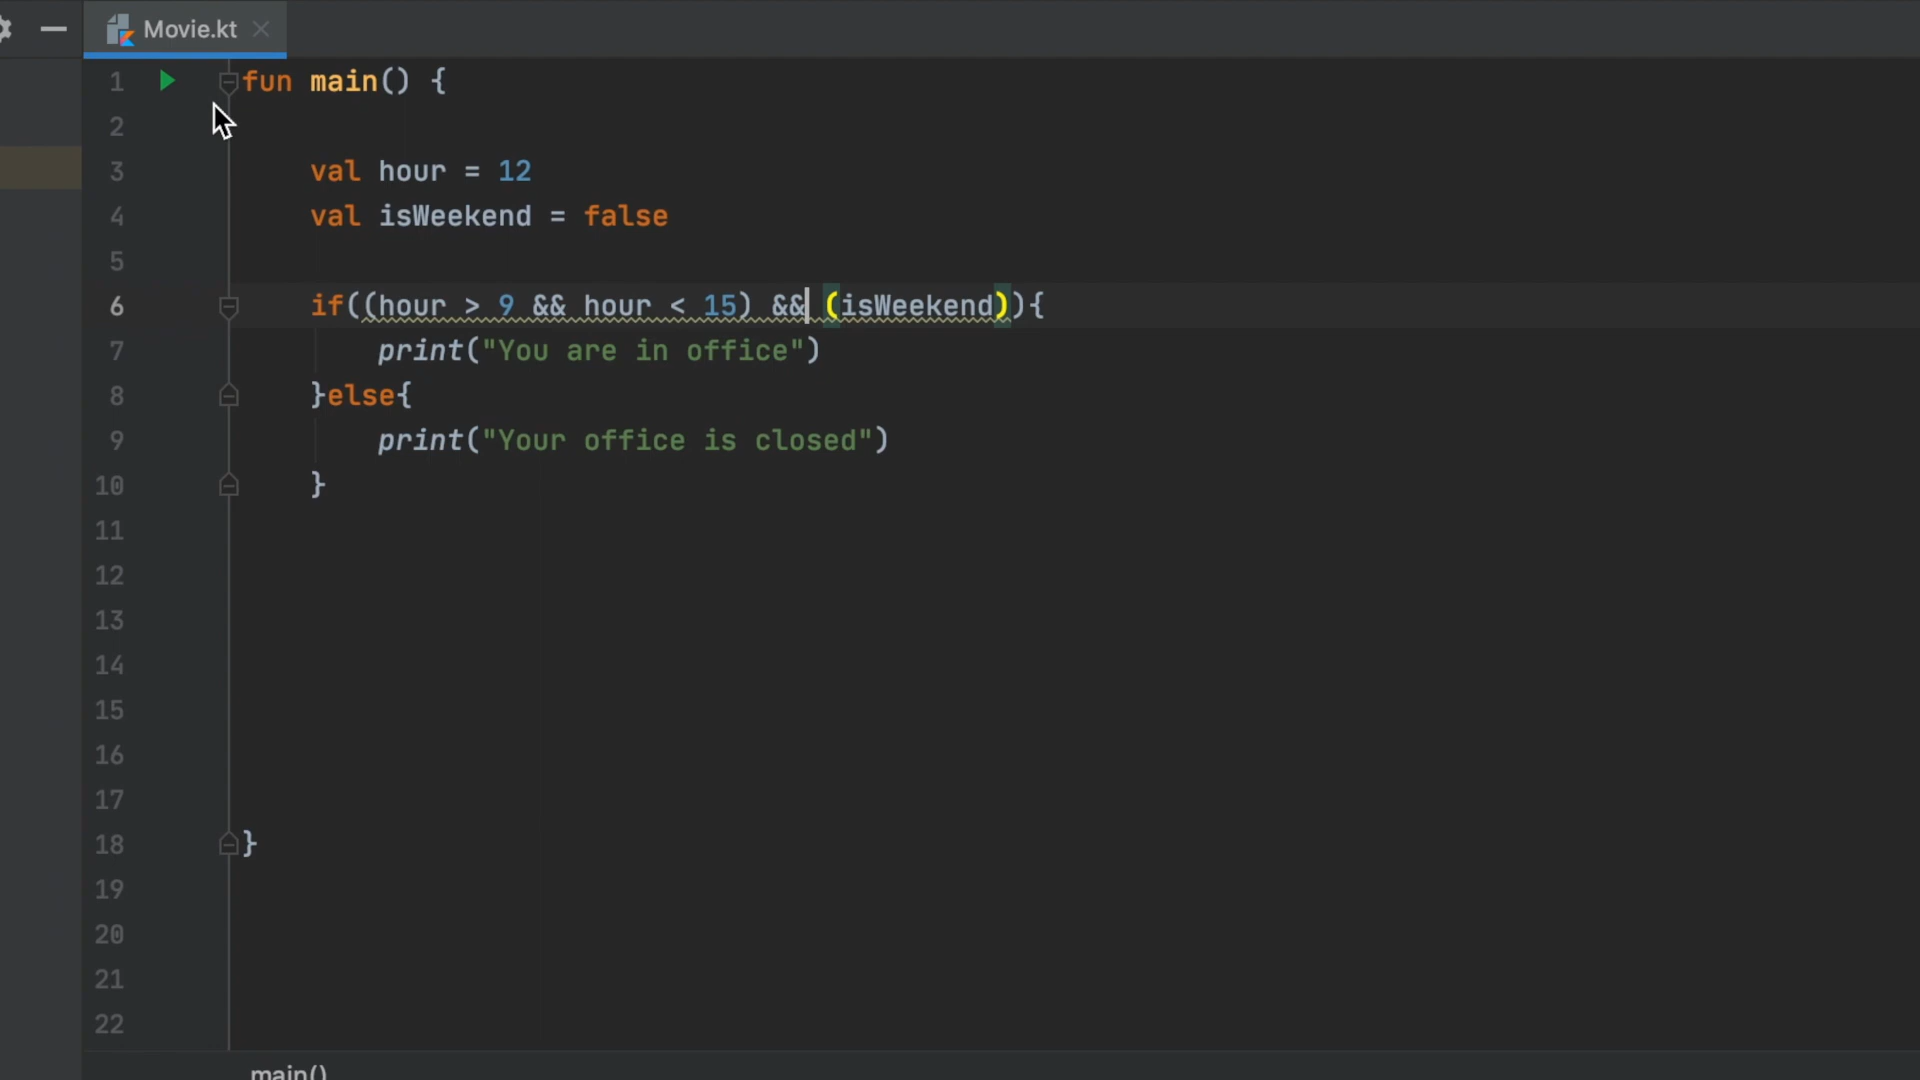 Movie.kt
1 fun main() {
2
3 val hour = 12
4 val isWeekend = false
5
6 if((hour > 9 && hour < 15) && (isWeekend)){
7 print("You are in office")
8 }else{
9 print("Your office is closed")
10 }
11
12
13
14
15
16
17
18 }
19
20
21
22
main()